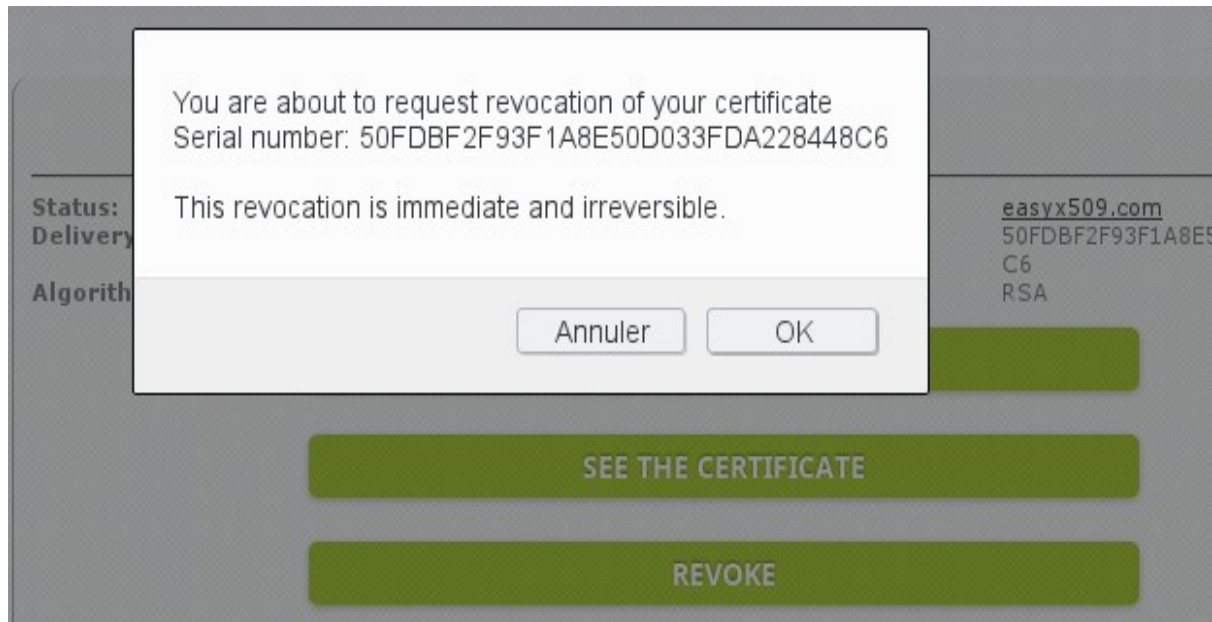 You are about to request revocation of your certificate
Serial number: 50FDBF2F93F1A8E50D033FDA228448C6
This revocation is immediate and irreversible.
Annuler OK
Status: easyx509.com
Delivery 50FDBF2F93F1A8E5
C6
Algorith RSA
SEE THE CERTIFICATE
REVOKE